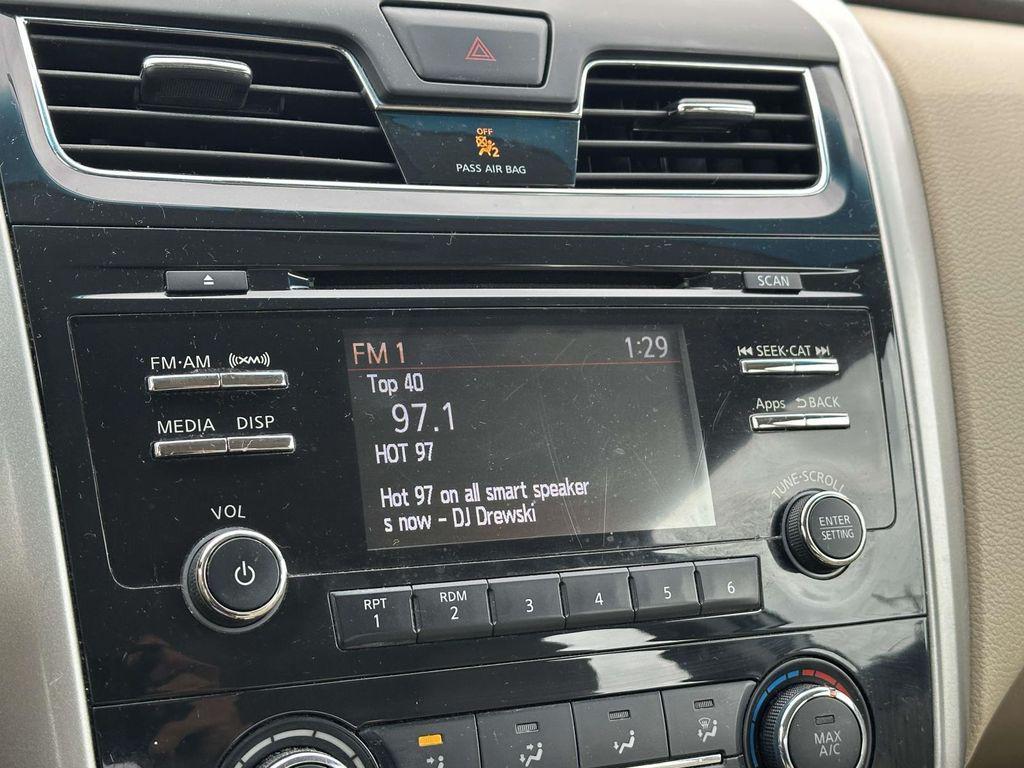 OFF
2
PASS AIR BAG
SCAN
FM·AM
((XM))
SEEK·CAT
MEDIA
DISP
Apps
BACK
FM 1
1:29
Top 40
97.1
HOT 97
Hot 97 on all smart speaker
s now - DJ Drewski
VOL
TUNE·SCROLL
ENTER
SETTING
RPT
1
RDM
2
3
4
5
6
MAX
A/C